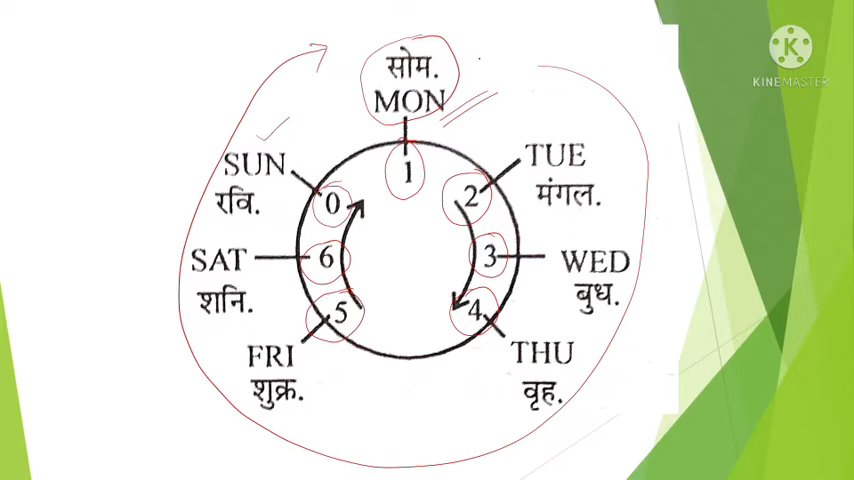 K
KINEMASTER
सोम.
MON
1
SUN
रवि.
0
TUE
मंगल.
2
SAT
शनि.
6
3
WED
बुध.
FRI
शुक्र.
5
4
THU
वृह.